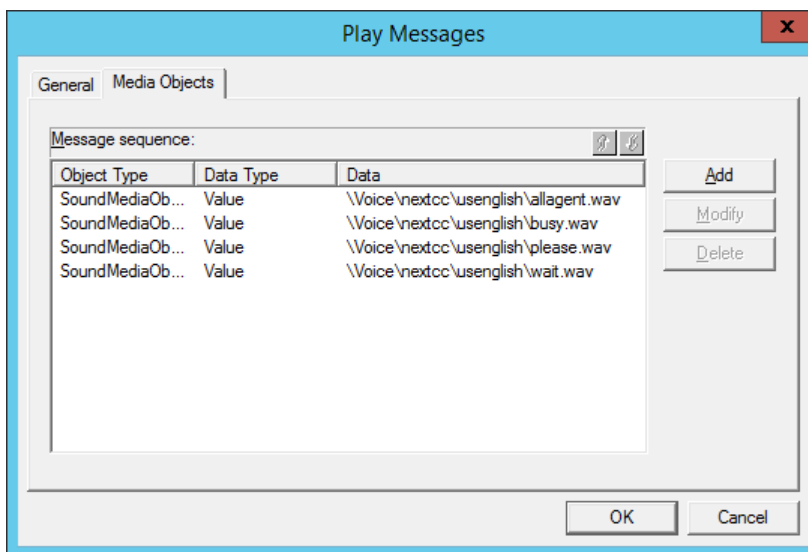 Play Messages
x
General Media Objects
Message sequence:
Object Type Data Type Data
SoundMediaOb... Value \Voice\nextcc\usenglish\allagent.wav
SoundMediaOb... Value \Voice\nextcc\usenglish\busy.wav
SoundMediaOb... Value \Voice\nextcc\usenglish\please.wav
SoundMediaOb... Value \Voice\nextcc\usenglish\wait.wav
Add
Modify
Delete
OK Cancel